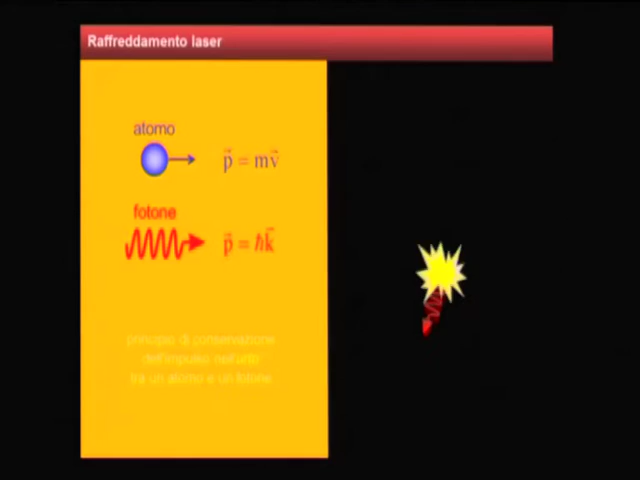 Raffreddamento laser
atomo
p⃗ = mv⃗
fotone
p⃗ = ħk⃗
principio di conservazione
dell'impulso nell'urto
tra un atomo e un fotone